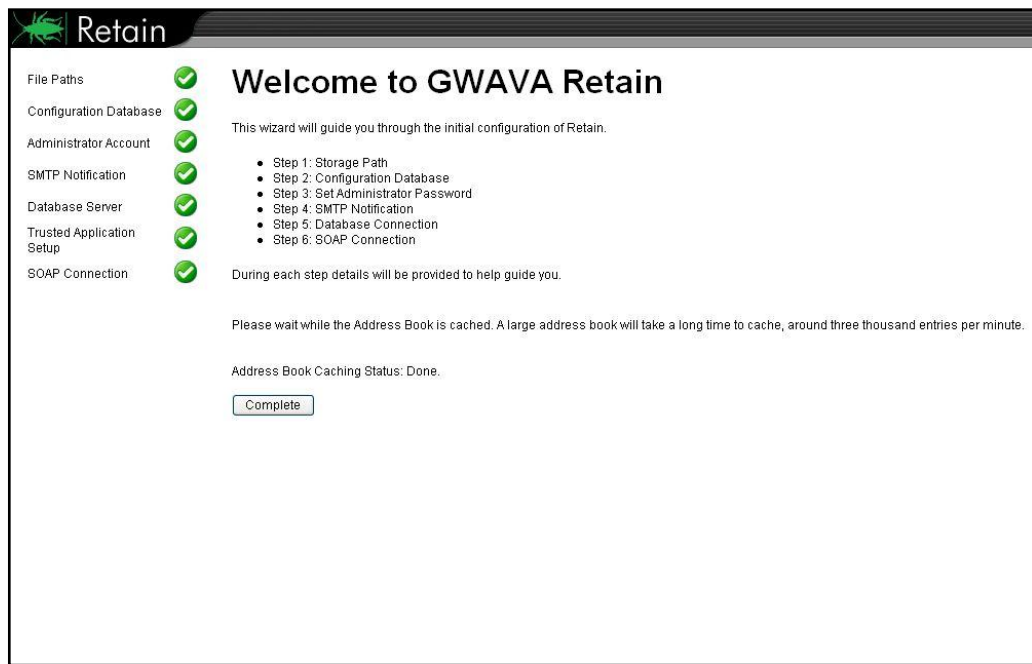 Retain
File Paths
Configuration Database
Administrator Account
SMTP Notification
Database Server
Trusted Application
Setup
SOAP Connection
Welcome to GWAVA Retain
This wizard will guide you through the initial configuration of Retain.
Step 1: Storage Path
Step 2: Configuration Database
Step 3: Set Administrator Password
Step 4: SMTP Notification
Step 5: Database Connection
Step 6: SOAP Connection
During each step details will be provided to help guide you.
Please wait while the Address Book is cached. A large address book will take a long time to cache, around three thousand entries per minute.
Address Book Caching Status: Done.
Complete